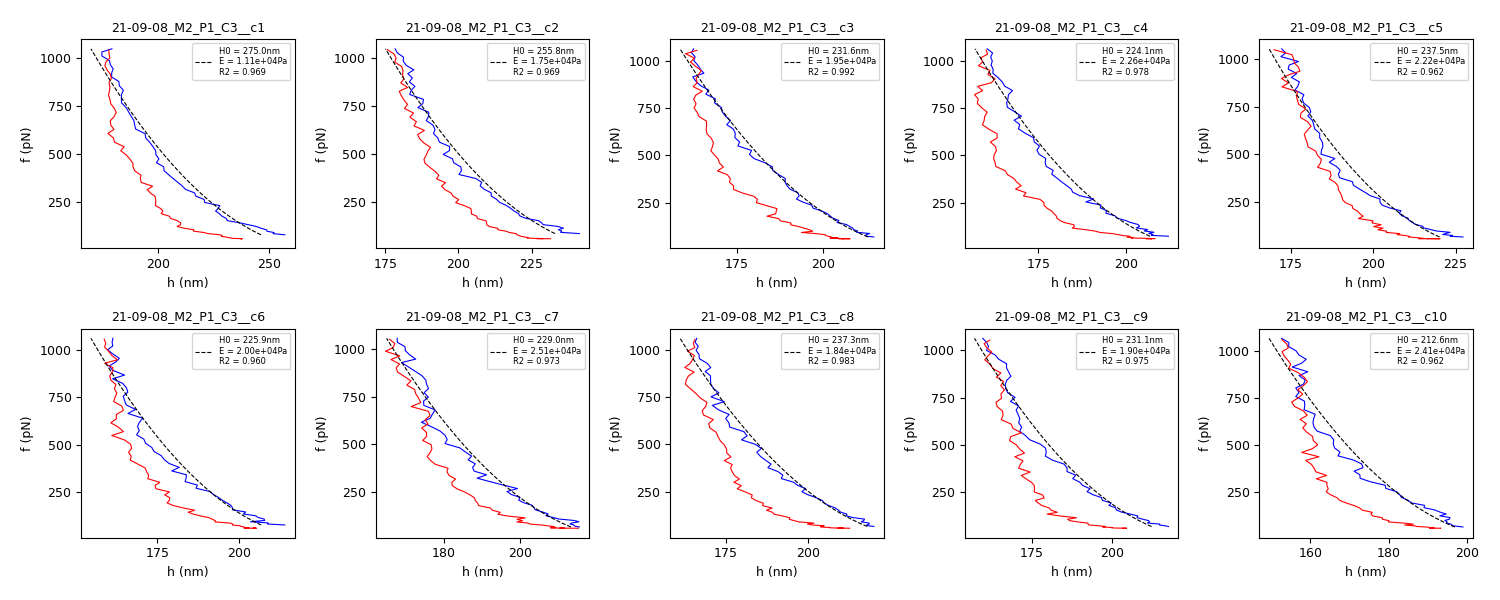 21-09-08_M2_P1_C3__c1
H0 = 275.0nm
E = 1.11e+04Pa
R2 = 0.969
1000
750
500
250
f (pN)
200 250
h (nm)
21-09-08_M2_P1_C3__c2
H0 = 255.8nm
E = 1.75e+04Pa
R2 = 0.969
1000
750
500
250
f (pN)
175 200 225
h (nm)
21-09-08_M2_P1_C3__c3
H0 = 231.6nm
E = 1.95e+04Pa
R2 = 0.992
1000
750
500
250
f (pN)
175 200
h (nm)
21-09-08_M2_P1_C3__c4
H0 = 224.1nm
E = 2.26e+04Pa
R2 = 0.978
1000
750
500
250
f (pN)
175 200
h (nm)
21-09-08_M2_P1_C3__c5
H0 = 237.5nm
E = 2.22e+04Pa
R2 = 0.962
1000
750
500
250
f (pN)
175 200 225
h (nm)
21-09-08_M2_P1_C3__c6
H0 = 225.9nm
E = 2.00e+04Pa
R2 = 0.960
1000
750
500
250
f (pN)
175 200
h (nm)
21-09-08_M2_P1_C3__c7
H0 = 229.0nm
E = 2.51e+04Pa
R2 = 0.973
1000
750
500
250
f (pN)
180 200
h (nm)
21-09-08_M2_P1_C3__c8
H0 = 237.3nm
E = 1.84e+04Pa
R2 = 0.983
1000
750
500
250
f (pN)
175 200
h (nm)
21-09-08_M2_P1_C3__c9
H0 = 231.1nm
E = 1.90e+04Pa
R2 = 0.975
1000
750
500
250
f (pN)
175 200
h (nm)
21-09-08_M2_P1_C3__c10
H0 = 212.6nm
E = 2.41e+04Pa
R2 = 0.962
1000
750
500
250
f (pN)
160 180 200
h (nm)